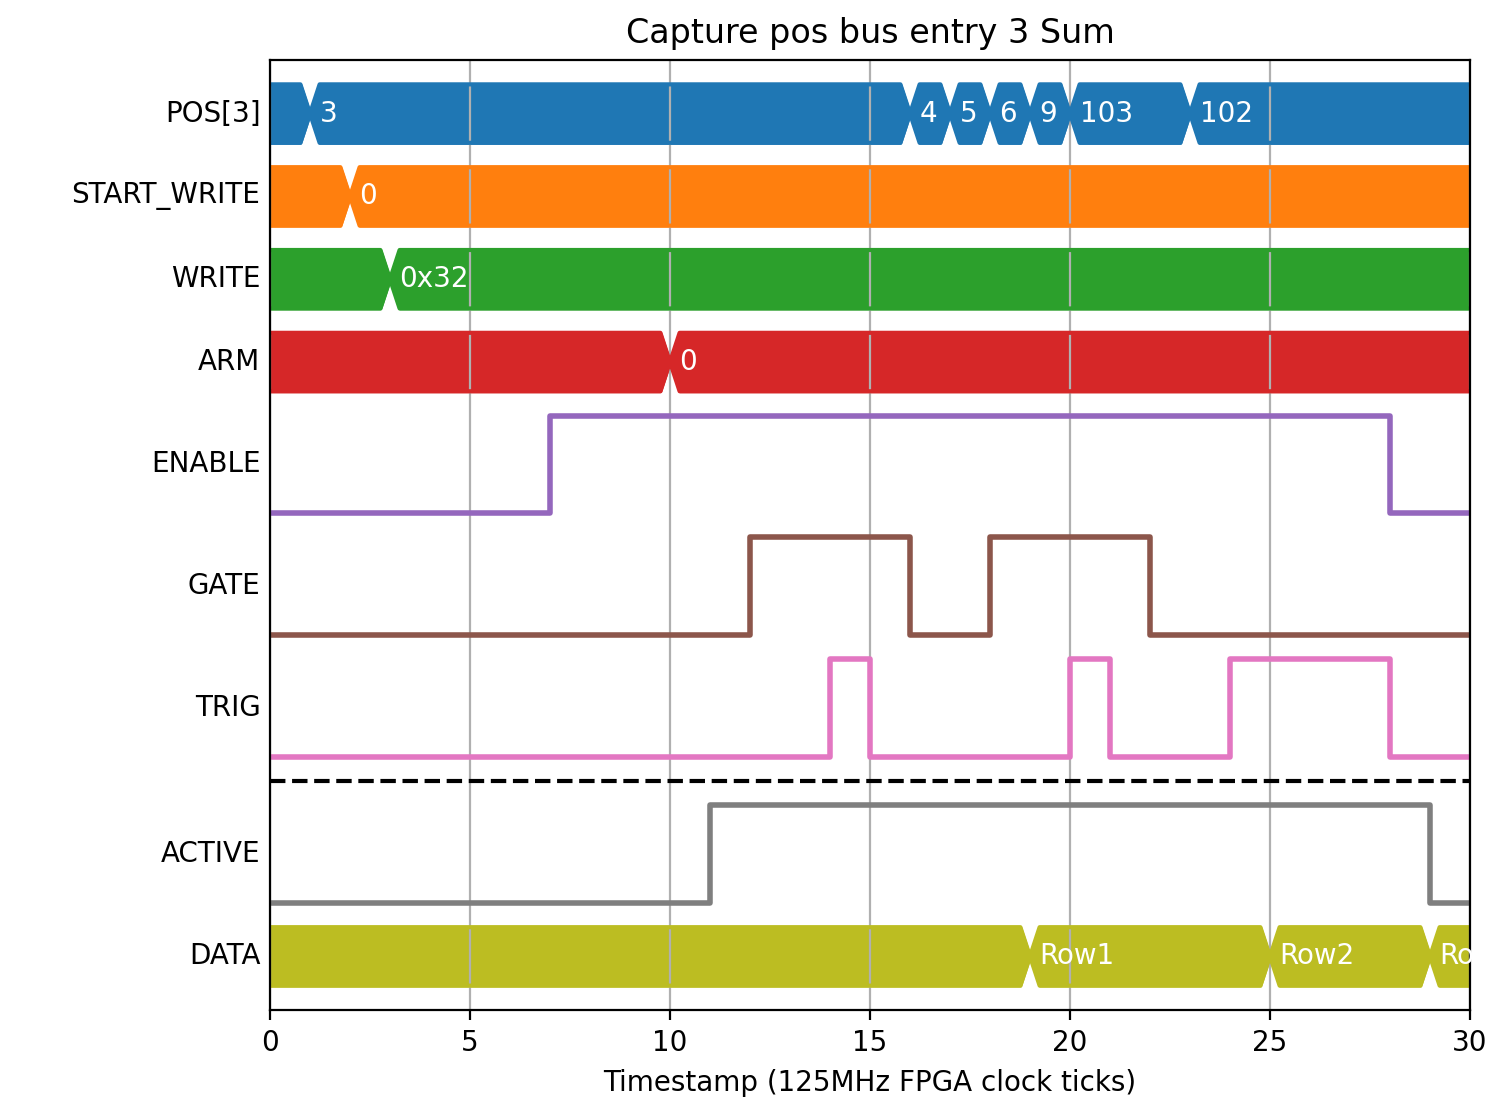 Capture pos bus entry 3 Sum
POS[3] 3 4 5 6 9 103 102
START_WRITE 0
WRITE 0x32
ARM 0
ENABLE
GATE
TRIG
ACTIVE
DATA Row1 Row2 Ro
0 5 10 15 20 25 30
Timestamp (125MHz FPGA clock ticks)